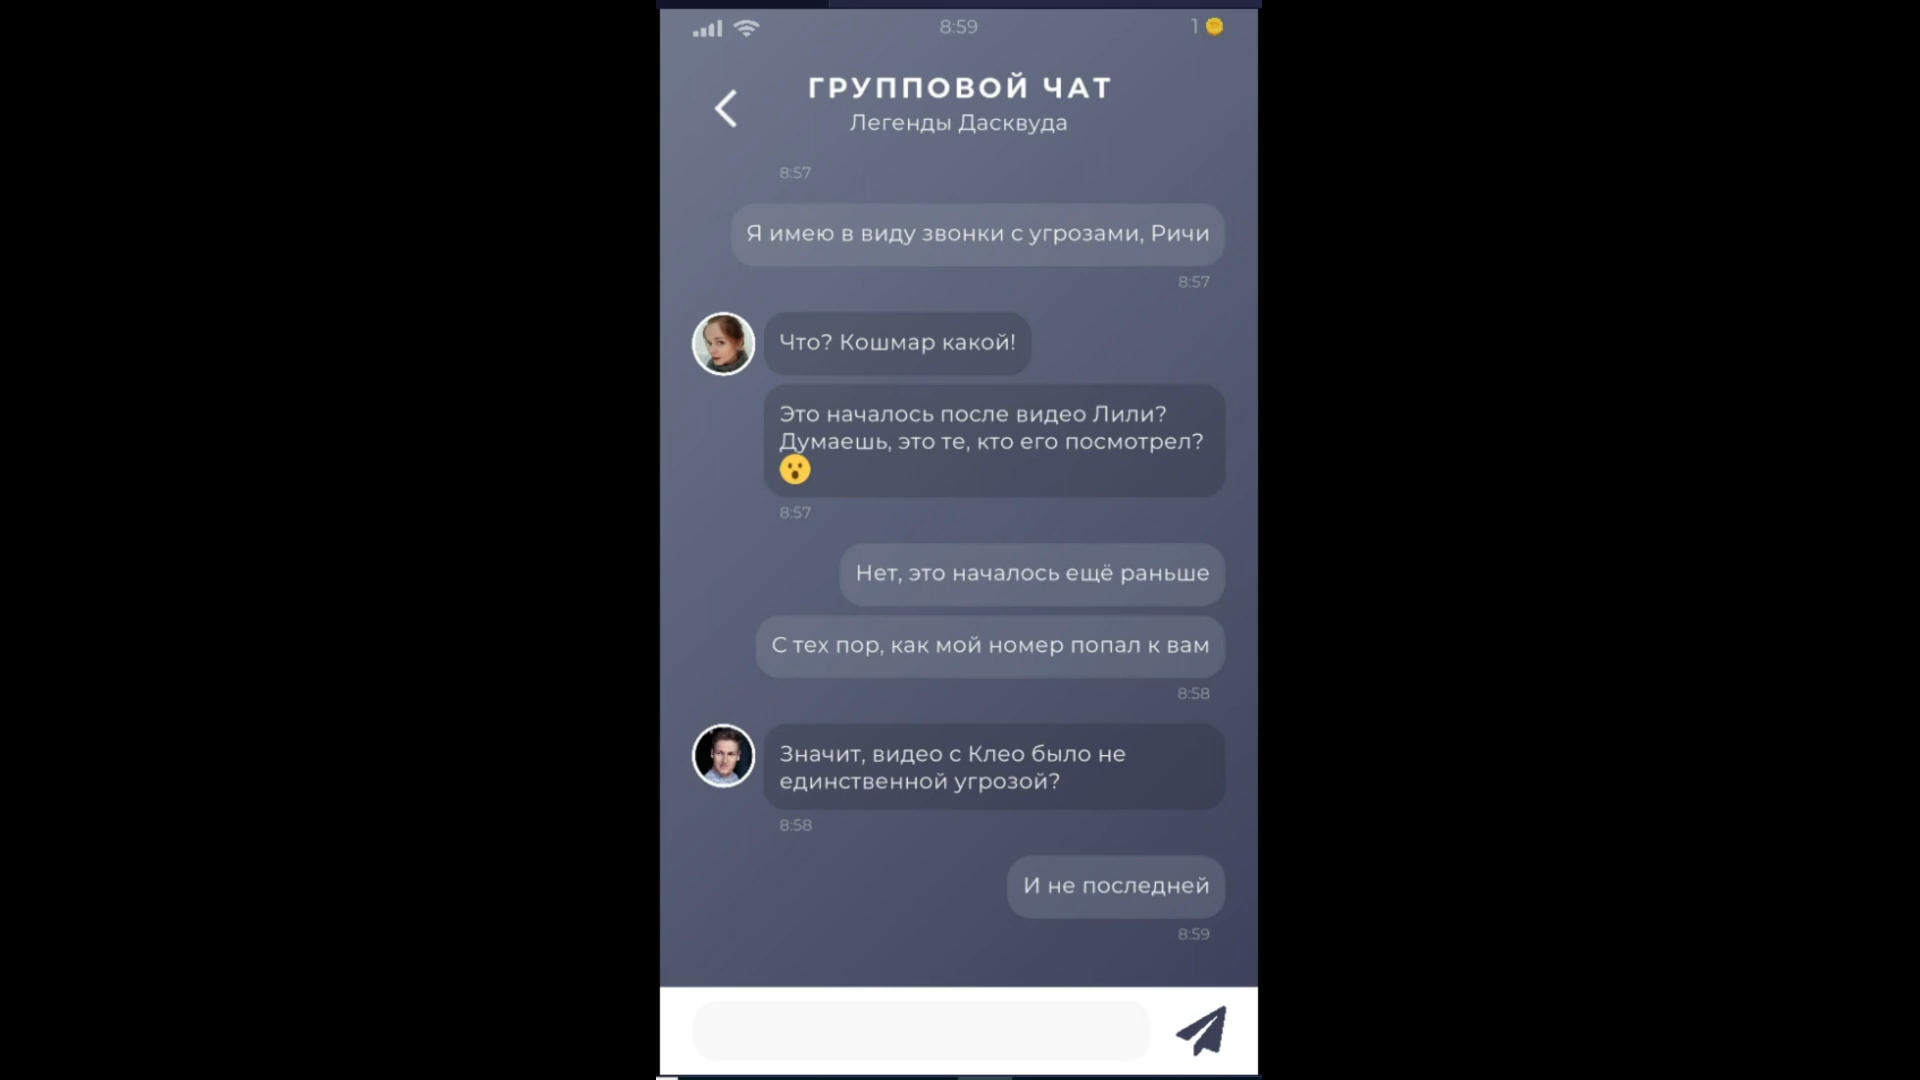 8:59
1
ГРУППОВОЙ ЧАТ
Легенды Дасквуда
8:57
Я имею в виду звонки с угрозами, Ричи
8:57
Что? Кошмар какой!
Это началось после видео Лили?
Думаешь, это те, кто его посмотрел?
😮
8:57
Нет, это началось ещё раньше
С тех пор, как мой номер попал к вам
8:58
Значит, видео с Клео было не
единственной угрозой?
8:58
И не последней
8:59